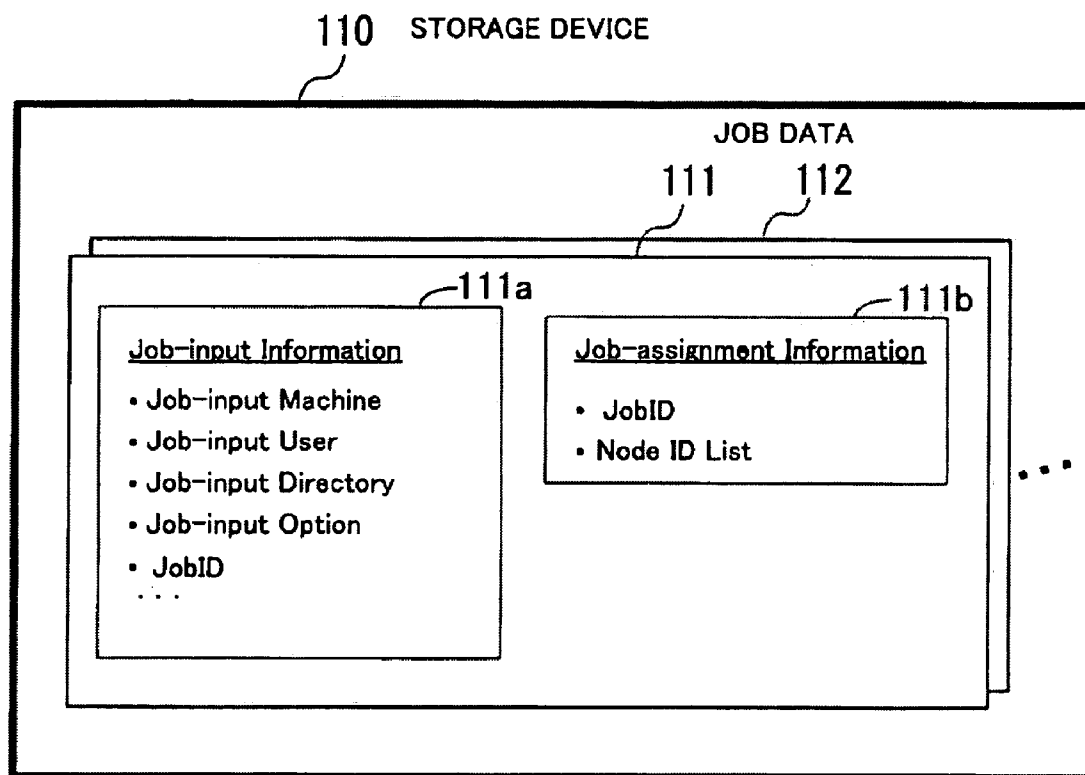 110 STORAGE DEVICE
JOB DATA
111 112
111a
Job-input Information
• Job-input Machine
• Job-input User
• Job-input Directory
• Job-input Option
• JobID
· · ·
111b
Job-assignment Information
• JobID
• Node ID List
· · · ·